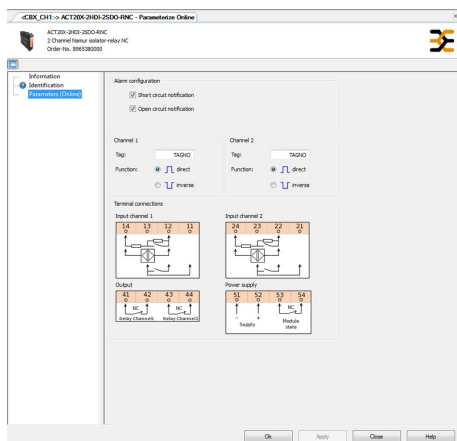 <CBX_CH1:-> ACT20X-2HDI-2SDO-RNC - Parameterize Online
ACT20X-2HDI-2SDO-RNC
2 Channel Namur isolator-relay NC
Order-No. 8965380000
Information
Identification
Parameters (Online)
Alarm configuration
Short circuit notification
Open circuit notification
Channel 1
Channel 2
Tag: TAGNO
Tag: TAGNO
Function: direct
Function: direct
inverse
inverse
Terminal connections
Input channel 1
Input channel 2
14 13 12 11
24 23 22 21
Output
Power supply
41 42 43 44
51 52 53 54
NC NC
NC
- +
Relay Channel1 Relay Channel2
Supply
Module
state
Ok Apply Close Help